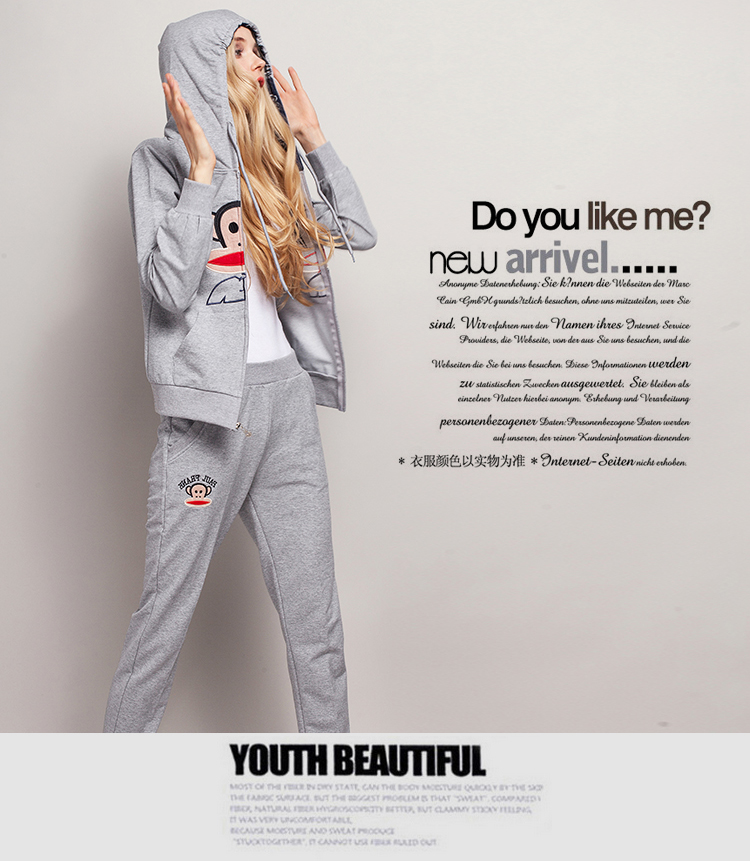 Do you like me?
new arrivel.......
Anonyme Datenerhebung: Sie k?nnen die Webseiten der Marc
Cain GmbH grunds?tzlich besuchen, ohne uns mitzuteilen, wer Sie
sind. Wir erfahren nur den Namen ihres Internet Service
Providers, die Webseite, von der aus Sie uns besuchen, und die
Webseiten die Sie bei uns besuchen. Diese Informationen werden
zu statistischen Zwecken ausgewertet. Sie bleiben als
einzelner Nutzer hierbei anonym. Erhebung und Verarbeitung
personenbezogener Daten: Personenbezogene Daten werden
auf unseren, der reinen Kundeninformation dienenden
* 衣服颜色以实物为准 * Internet-Seiten nicht erhoben.
YOUTH BEAUTIFUL
MOST OF THE FIBER IN DRY STATE, CAN THE BODY MOISTURE QUICKLY BY THE SKIN
THE FABRIC SURFACE. BUT THE BIGGEST PROBLEM IS THAT "SWEAT". COMPARED
FIBER, NATURAL FIBER HYGROSCOPICITY BETTER, BUT CLAMMY STICKY FEELING,
IT WAS VERY UNCOMFORTABLE,
BECAUSE MOISTURE AND SWEAT PRODUCE
"STUCKTOGETHER", IT CANNOT USE FIBER RULED OUT.